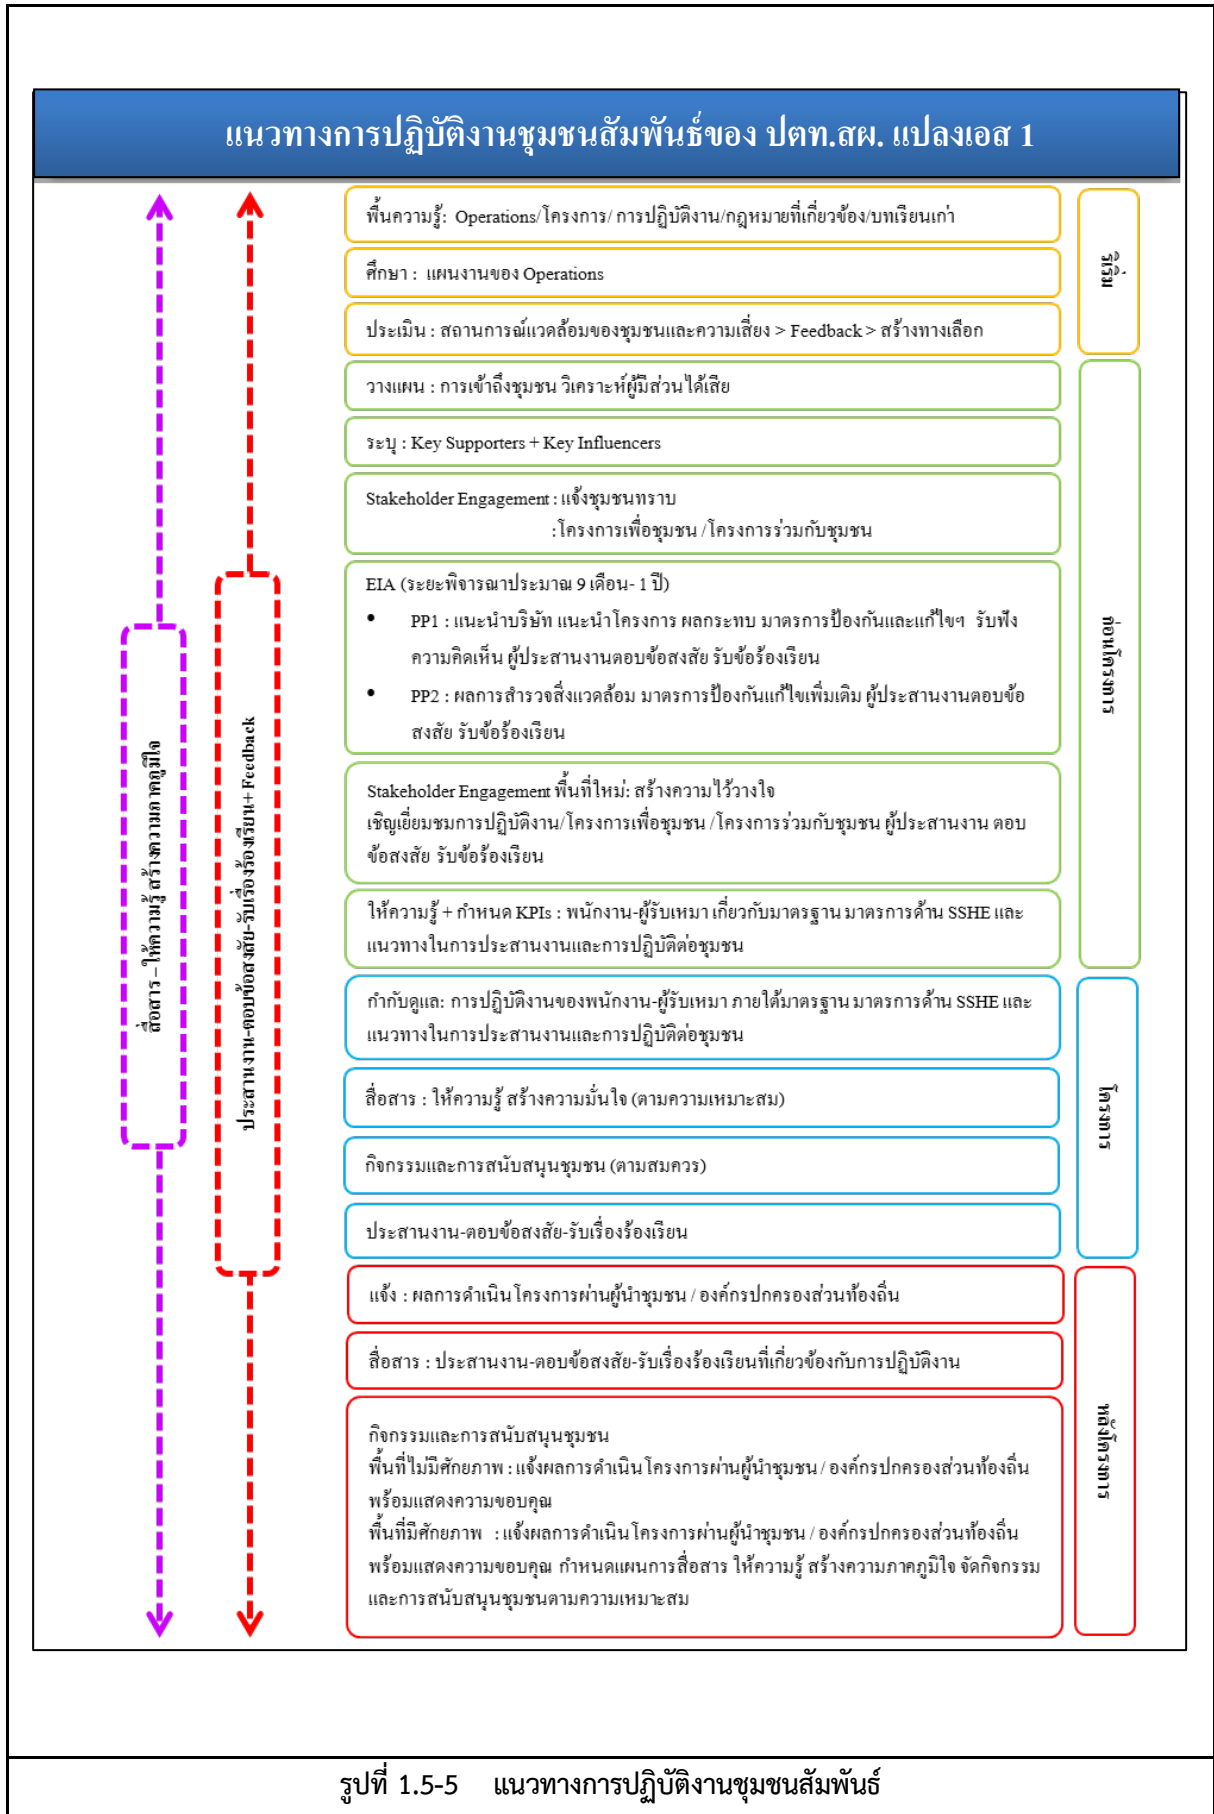 แนวทางการปฏิบัติงานชุมชนสัมพันธ์ของ ปตท.สผ. แปลงเอส 1
พื้นความรู้: Operations/โครงการ/ การปฏิบัติงาน/กฎหมายที่เกี่ยวข้อง/บทเรียนเก่า
ศึกษา : แผนงานของ Operations
ประเมิน : สถานการณ์แวดล้อมของชุมชนและความเสี่ยง > Feedback > สร้างทางเลือก
ริเริ่ม
วางแผน : การเข้าถึงชุมชน วิเคราะห์ผู้มีส่วนได้เสีย
ระบุ : Key Supporters + Key Influencers
Stakeholder Engagement : แจ้งชุมชนทราบ
:โครงการเพื่อชุมชน /โครงการร่วมกับชุมชน
EIA (ระยะพิจารณาประมาณ 9 เดือน- 1 ปี)
• PP1 : แนะนำบริษัท แนะนำโครงการ ผลกระทบ มาตรการป้องกันและแก้ไขฯ รับฟัง
ความคิดเห็น ผู้ประสานงานตอบข้อสงสัย รับข้อร้องเรียน
• PP2 : ผลการสำรวจสิ่งแวดล้อม มาตรการป้องกันแก้ไขเพิ่มเติม ผู้ประสานงานตอบข้อ
สงสัย รับข้อร้องเรียน
Stakeholder Engagement พื้นที่ใหม่: สร้างความไว้วางใจ
เชิญเยี่ยมชมการปฏิบัติงาน/โครงการเพื่อชุมชน /โครงการร่วมกับชุมชน ผู้ประสานงาน ตอบ
ข้อสงสัย รับข้อร้องเรียน
ให้ความรู้ + กำหนด KPIs : พนักงาน-ผู้รับเหมา เกี่ยวกับมาตรฐาน มาตรการด้าน SSHE และ
แนวทางในการประสานงานและการปฏิบัติต่อชุมชน
ก่อนโครงการ
กำกับดูแล: การปฏิบัติงานของพนักงาน-ผู้รับเหมา ภายใต้มาตรฐาน มาตรการด้าน SSHE และ
แนวทางในการประสานงานและการปฏิบัติต่อชุมชน
สื่อสาร : ให้ความรู้ สร้างความมั่นใจ (ตามความเหมาะสม)
กิจกรรมและการสนับสนุนชุมชน (ตามสมควร)
ประสานงาน-ตอบข้อสงสัย-รับเรื่องร้องเรียน
โครงการ
แจ้ง : ผลการดำเนินโครงการผ่านผู้นำชุมชน / องค์กรปกครองส่วนท้องถิ่น
สื่อสาร : ประสานงาน-ตอบข้อสงสัย-รับเรื่องร้องเรียนที่เกี่ยวข้องกับการปฏิบัติงาน
กิจกรรมและการสนับสนุนชุมชน
พื้นที่ไม่มีศักยภาพ : แจ้งผลการดำเนินโครงการผ่านผู้นำชุมชน / องค์กรปกครองส่วนท้องถิ่น
พร้อมแสดงความขอบคุณ
พื้นที่มีศักยภาพ : แจ้งผลการดำเนินโครงการผ่านผู้นำชุมชน / องค์กรปกครองส่วนท้องถิ่น
พร้อมแสดงความขอบคุณ กำหนดแผนการสื่อสาร ให้ความรู้ สร้างความภาคภูมิใจ จัดกิจกรรม
และการสนับสนุนชุมชนตามความเหมาะสม
หลังโครงการ
สื่อสาร – ให้ความรู้ สร้างความภาคภูมิใจ
ประสานงาน-ตอบข้อสงสัย-รับเรื่องร้องเรียน+ Feedback
รูปที่ 1.5-5 แนวทางการปฏิบัติงานชุมชนสัมพันธ์